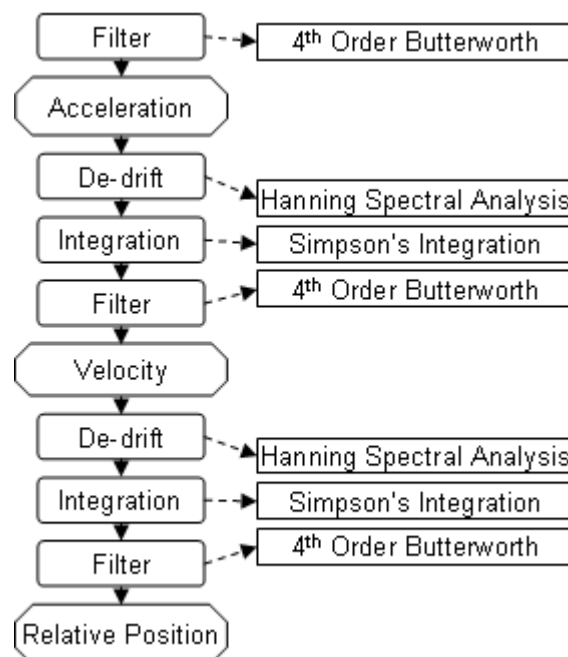 Filter
4th Order Butterworth
Acceleration
De-drift
Hanning Spectral Analysis
Integration
Simpson's Integration
Filter
4th Order Butterworth
Velocity
De-drift
Hanning Spectral Analysis
Integration
Simpson's Integration
Filter
4th Order Butterworth
Relative Position